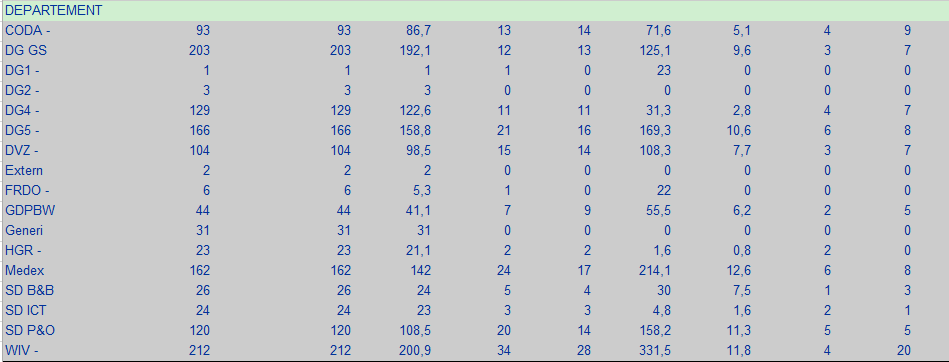 DEPARTEMENT
CODA - 93 93 86,7 13 14 71,6 5,1 4 9
DG GS 203 203 192,1 12 13 125,1 9,6 3 7
DG1 - 1 1 1 1 0 23 0 0 0
DG2 - 3 3 3 0 0 0 0 0 0
DG4 - 129 129 122,6 11 11 31,3 2,8 4 7
DG5 - 166 166 158,8 21 16 169,3 10,6 6 8
DVZ - 104 104 98,5 15 14 108,3 7,7 3 7
Extern 2 2 2 0 0 0 0 0 0
FRDO - 6 6 5,3 1 0 22 0 0 0
GDPBW 44 44 41,1 7 9 55,5 6,2 2 5
Generi 31 31 31 0 0 0 0 0 0
HGR - 23 23 21,1 2 2 1,6 0,8 2 0
Medex 162 162 142 24 17 214,1 12,6 6 8
SD B&B 26 26 24 5 4 30 7,5 1 3
SD ICT 24 24 23 3 3 4,8 1,6 2 1
SD P&O 120 120 108,5 20 14 158,2 11,3 5 5
WIV - 212 212 200,9 34 28 331,5 11,8 4 20